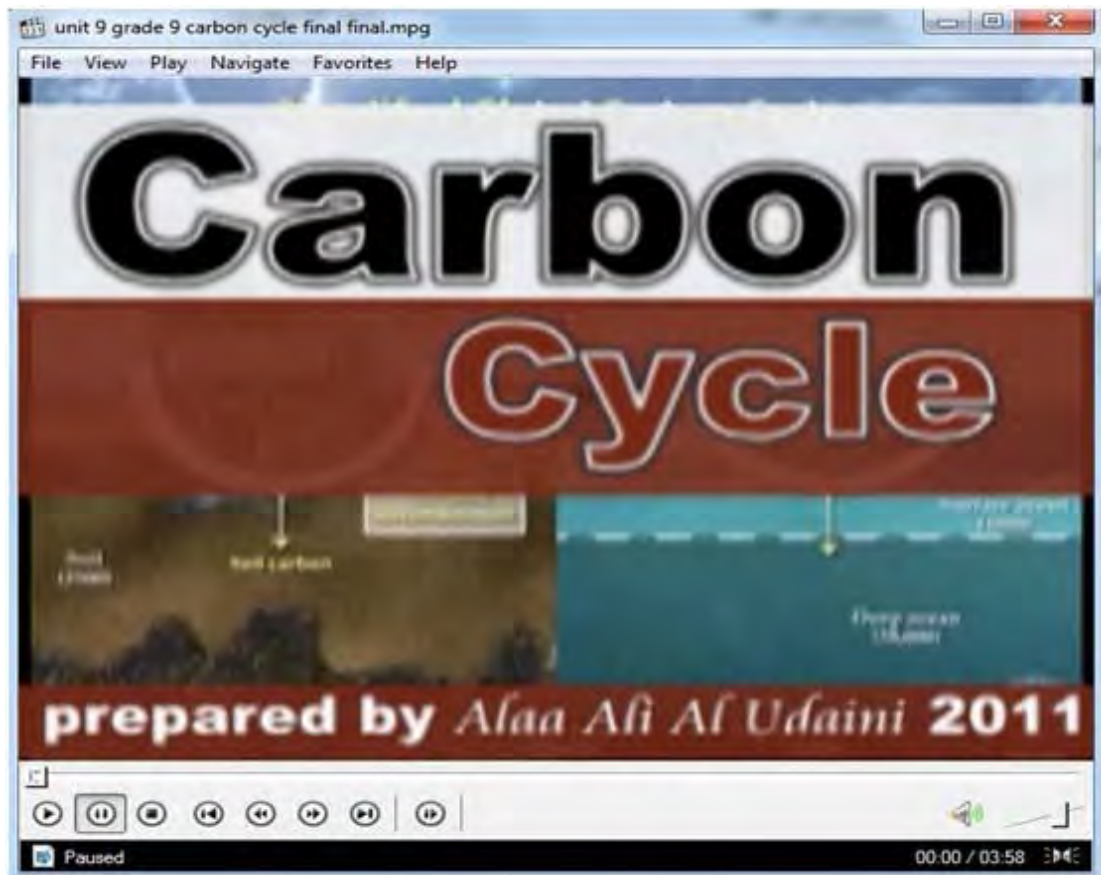 unit 9 grade 9 carbon cycle final final.mpg
File View Play Navigate Favorites Help
Carbon
Cycle
Soil carbon
Deep ocean
prepared by Alaa Ali Al Udaini 2011
Paused
00:00 / 03:58